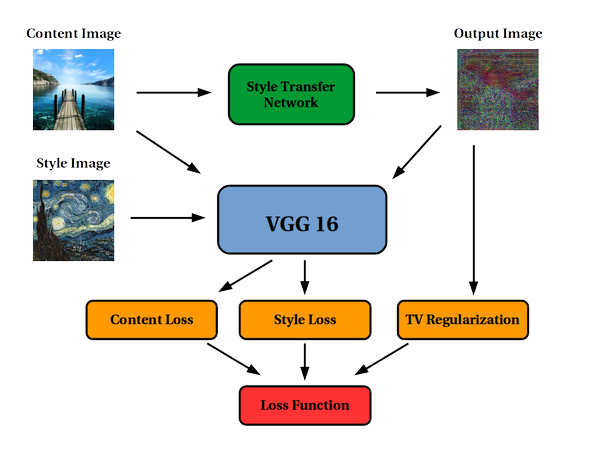 Content Image
Output Image
Style Transfer
Network
Style Image
VGG 16
Content Loss
Style Loss
TV Regularization
Loss Function